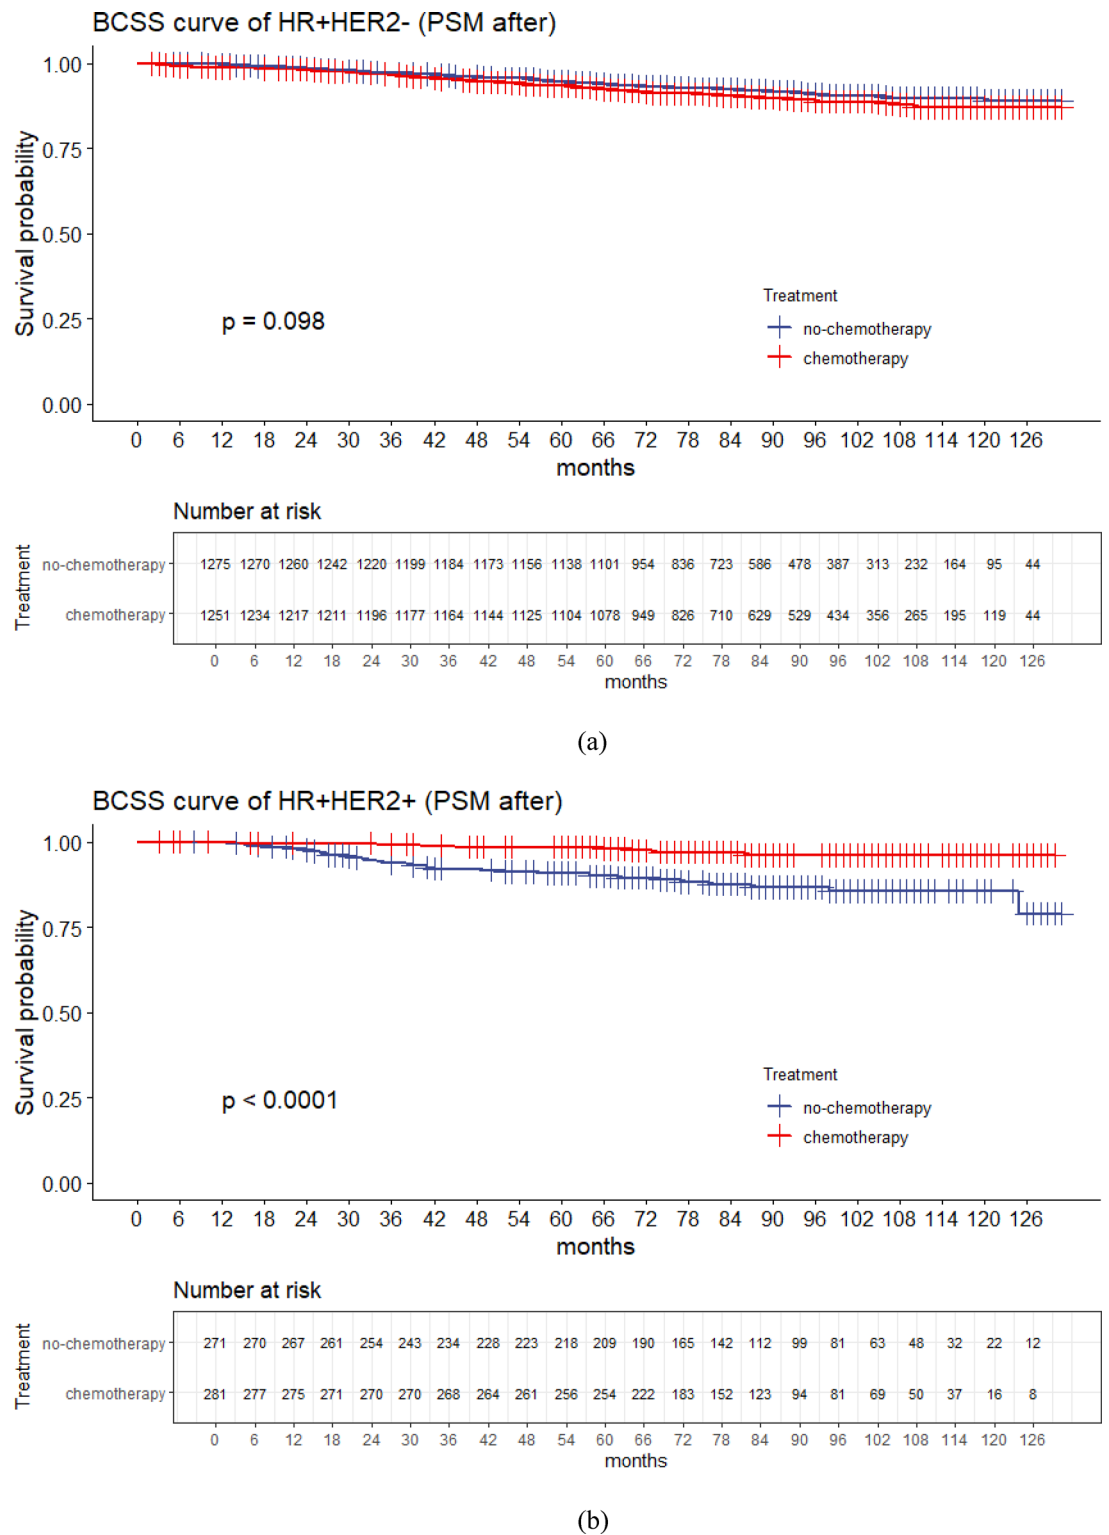 BCSS curve of HR+HER2- (PSM after)
Survival probability
1.00
0.75
0.50
0.25
0.00
p = 0.098
Treatment
no-chemotherapy
chemotherapy
0 6 12 18 24 30 36 42 48 54 60 66 72 78 84 90 96 102 108 114 120 126
months
Number at risk
Treatment
no-chemotherapy 1275 1270 1260 1242 1220 1199 1184 1173 1156 1138 1101 954 836 723 586 478 387 313 232 164 95 44
chemotherapy 1251 1234 1217 1211 1196 1177 1164 1144 1125 1104 1078 949 826 710 629 529 434 356 265 195 119 44
0 6 12 18 24 30 36 42 48 54 60 66 72 78 84 90 96 102 108 114 120 126
months
(a)
BCSS curve of HR+HER2+ (PSM after)
Survival probability
1.00
0.75
0.50
0.25
0.00
p < 0.0001
Treatment
no-chemotherapy
chemotherapy
0 6 12 18 24 30 36 42 48 54 60 66 72 78 84 90 96 102 108 114 120 126
months
Number at risk
Treatment
no-chemotherapy 271 270 267 261 254 243 234 228 223 218 209 190 165 142 112 99 81 63 48 32 22 12
chemotherapy 281 277 275 271 270 270 268 264 261 256 254 222 183 152 123 94 81 69 50 37 16 8
0 6 12 18 24 30 36 42 48 54 60 66 72 78 84 90 96 102 108 114 120 126
months
(b)